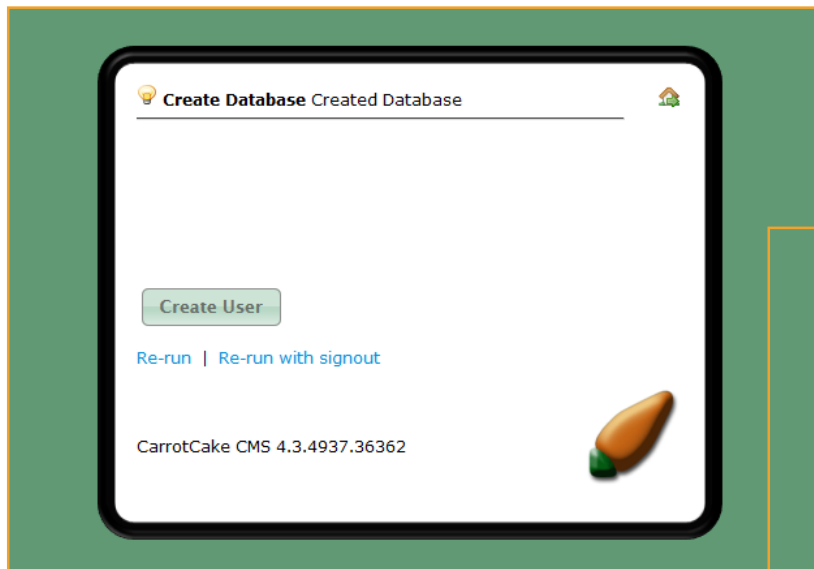 Create Database Created Database
Create User
Re-run | Re-run with signout
CarrotCake CMS 4.3.4937.36362